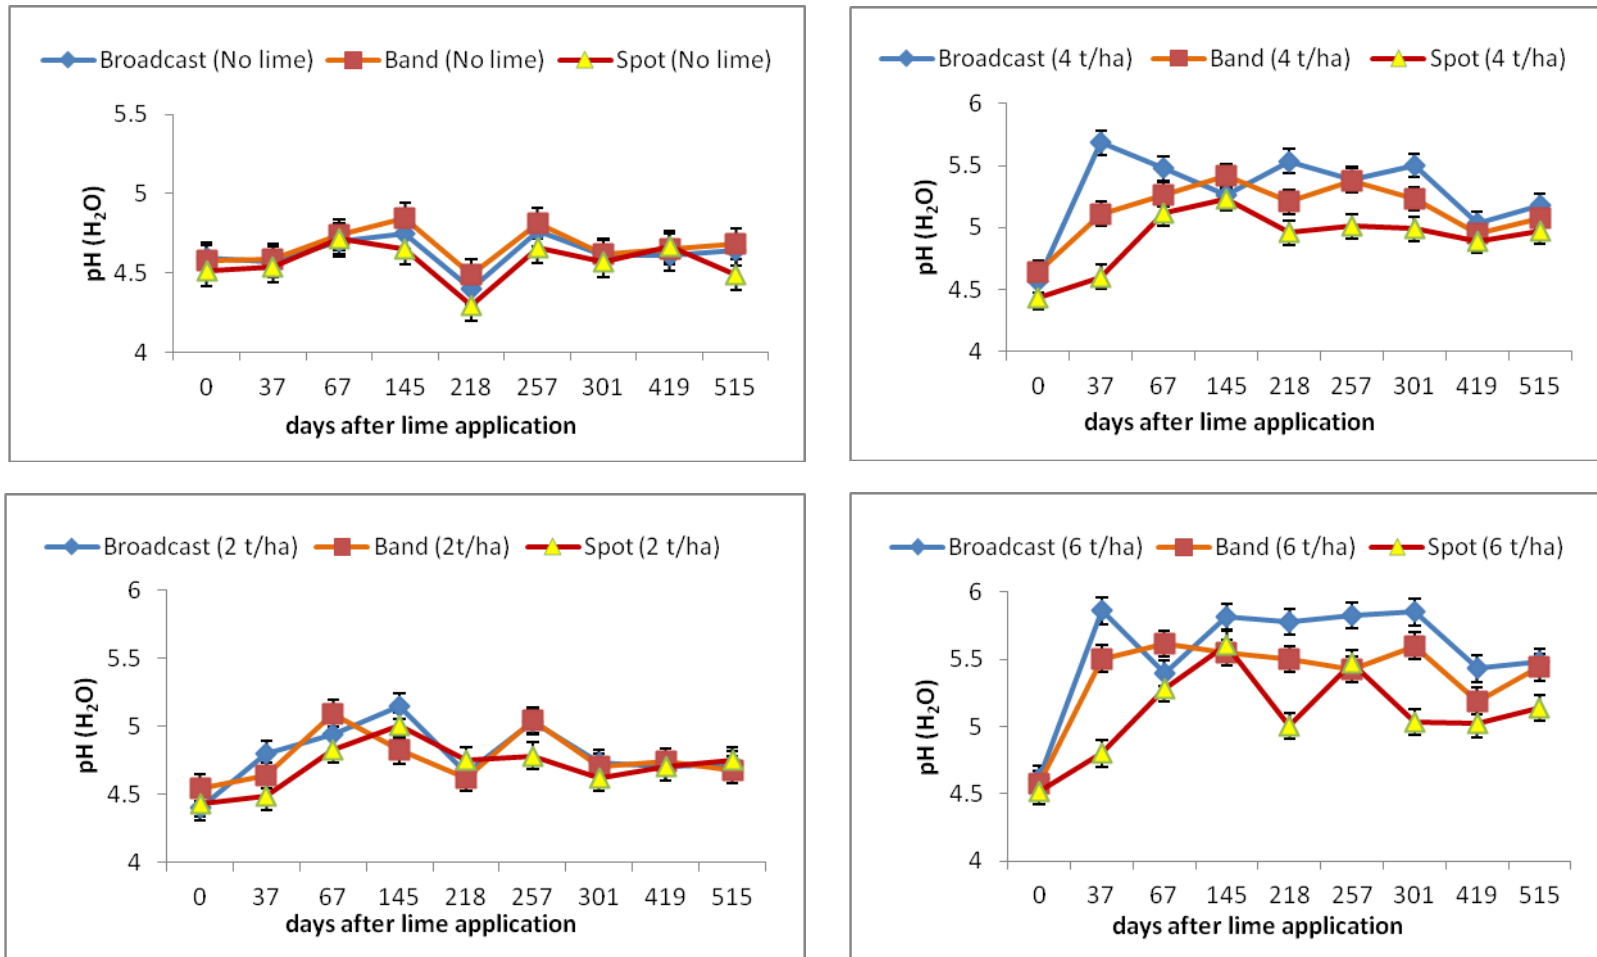 Broadcast (No lime) Band (No lime) Spot (No lime)
5.5
5
4.5
4
pH (H₂O)
0 37 67 145 218 257 301 419 515
days after lime application
Broadcast (4 t/ha) Band (4 t/ha) Spot (4 t/ha)
6
5.5
5
4.5
4
pH (H₂O)
0 37 67 145 218 257 301 419 515
days after lime application
Broadcast (2 t/ha) Band (2t/ha) Spot (2 t/ha)
6
5.5
5
4.5
4
pH (H₂O)
0 37 67 145 218 257 301 419 515
days after lime application
Broadcast (6 t/ha) Band (6 t/ha) Spot (6 t/ha)
6
5.5
5
4.5
4
pH (H₂O)
0 37 67 145 218 257 301 419 515
days after lime application